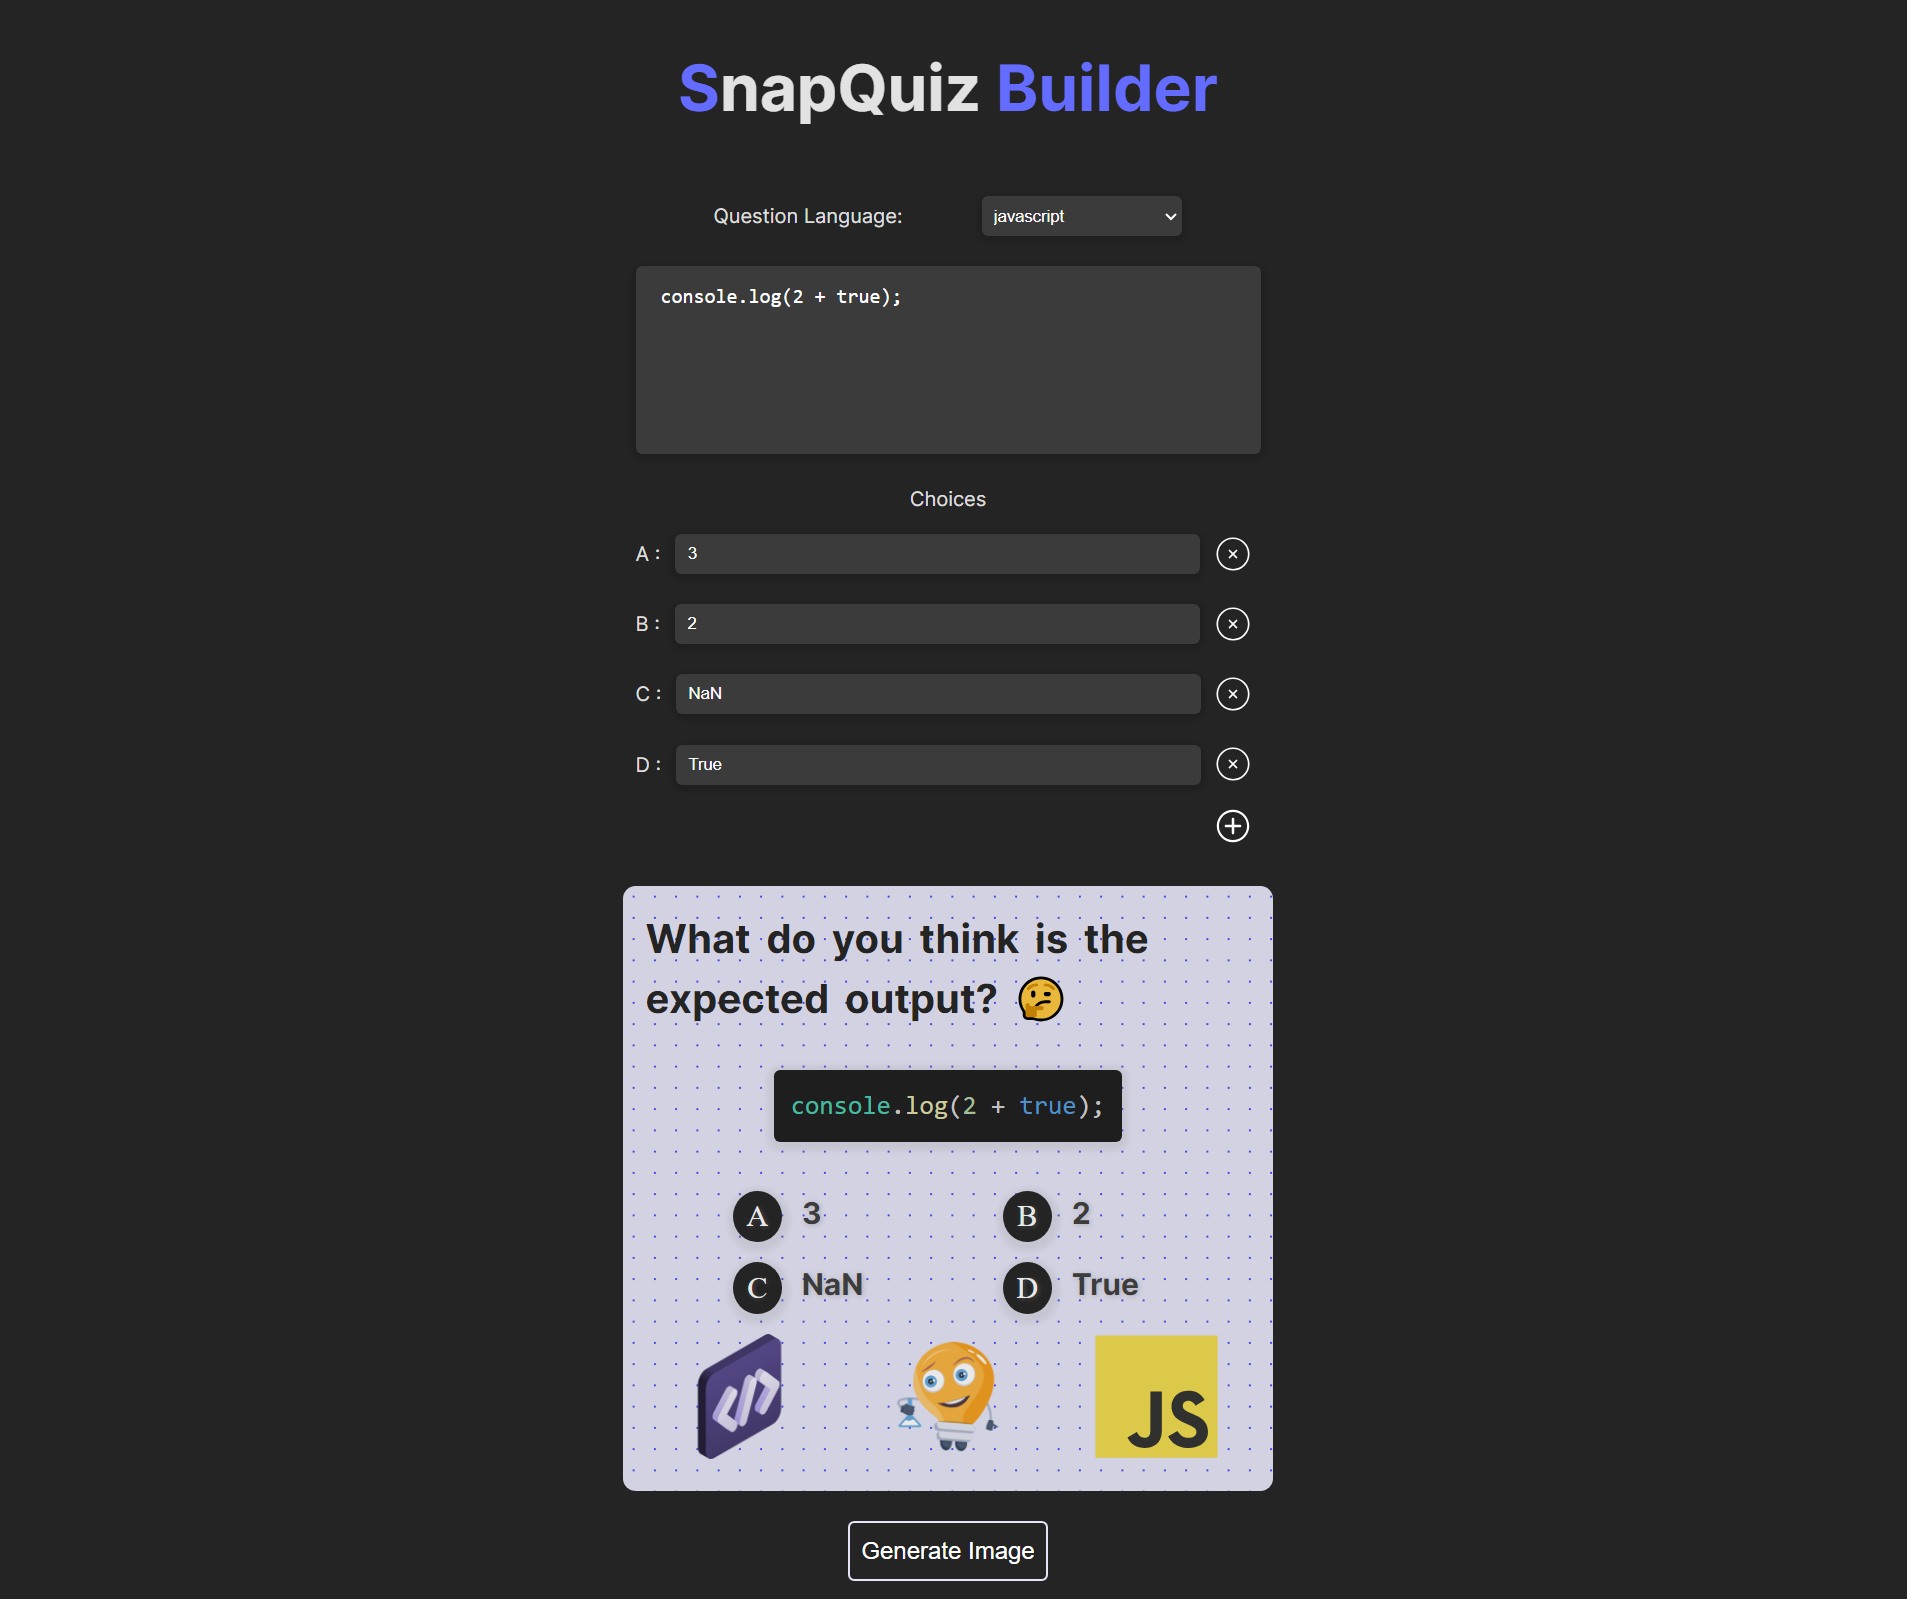 SnapQuiz Builder
Question Language: javascript
console.log(2 + true);
Choices
A : 3
B : 2
C : NaN
D : True
What do you think is the
expected output? 🤔
console.log(2 + true);
A 3 B 2
C NaN D True
</>
JS
Generate Image